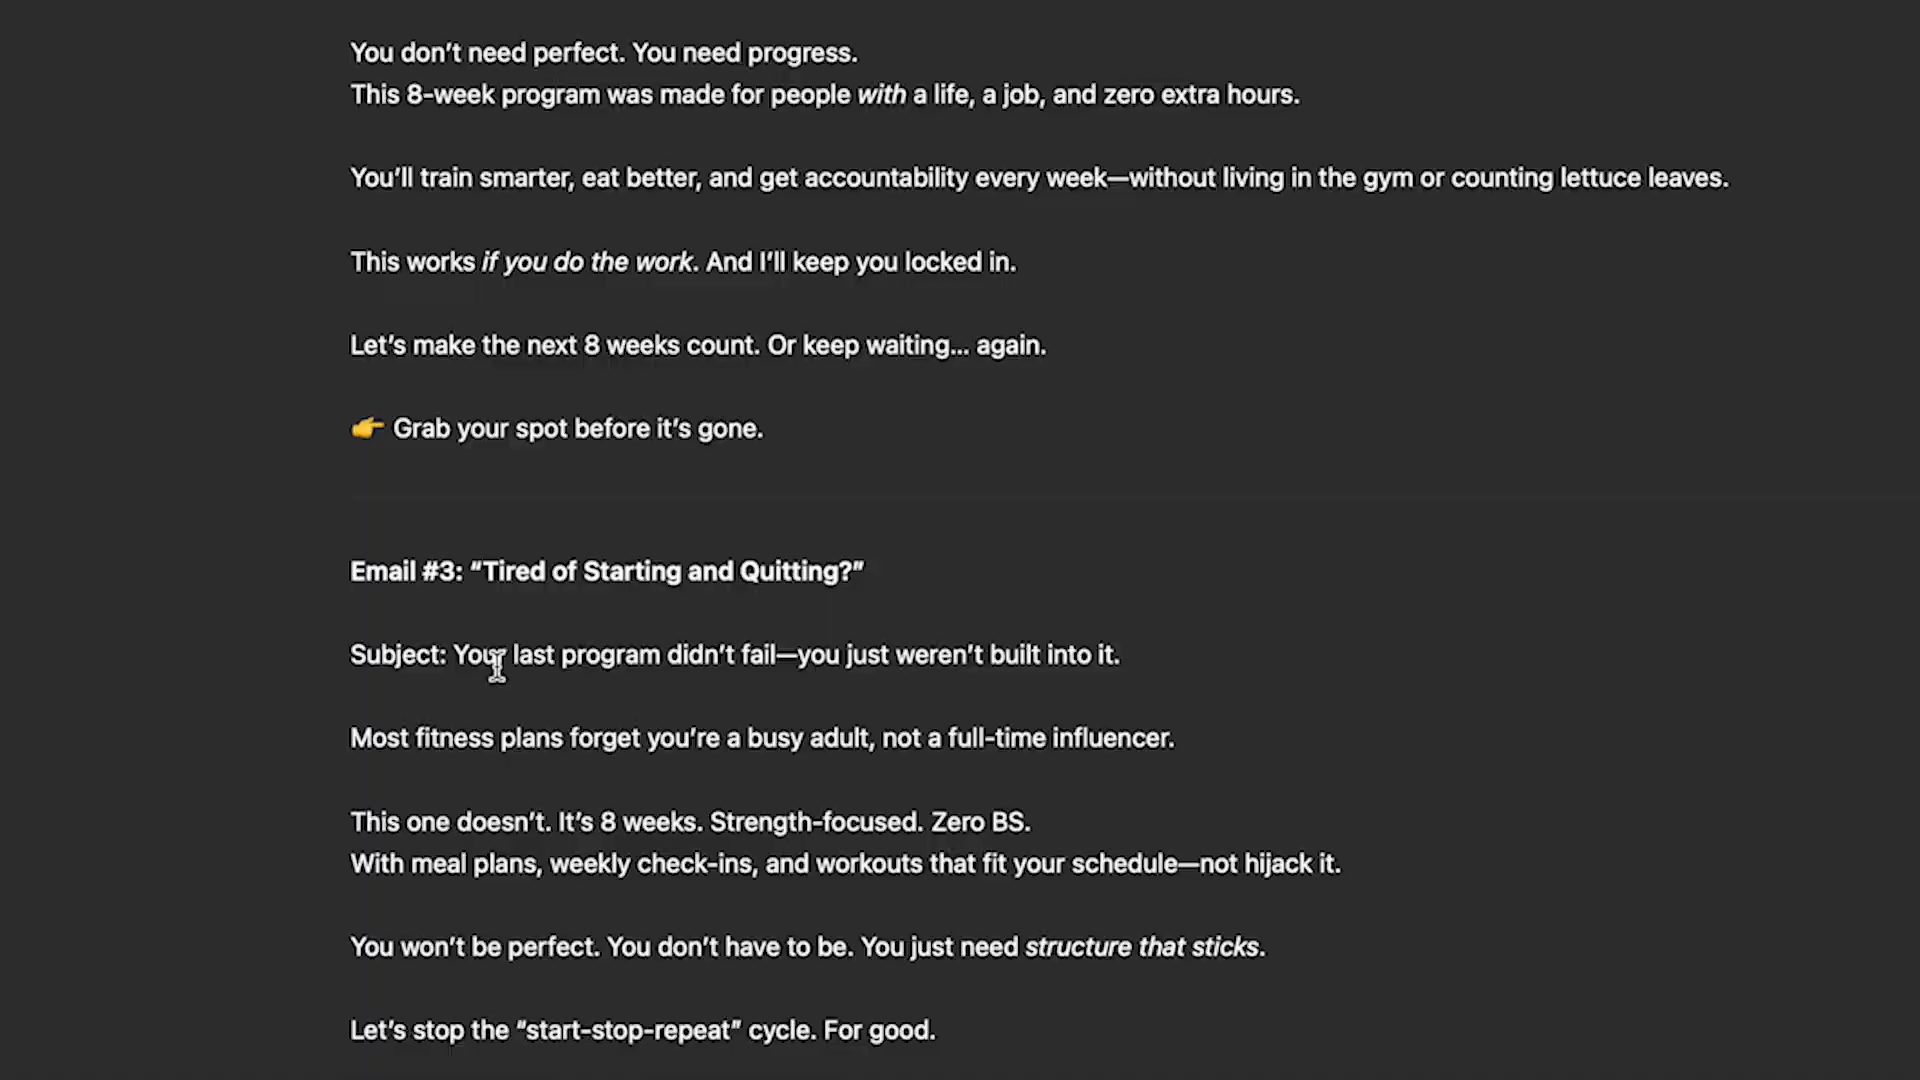 You don’t need perfect. You need progress.
This 8-week program was made for people with a life, a job, and zero extra hours.
You’ll train smarter, eat better, and get accountability every week—without living in the gym or counting lettuce leaves.
This works if you do the work. And I’ll keep you locked in.
Let’s make the next 8 weeks count. Or keep waiting… again.
👉 Grab your spot before it’s gone.
Email #3: “Tired of Starting and Quitting?”
Subject: Your last program didn’t fail—you just weren’t built into it.
Most fitness plans forget you’re a busy adult, not a full-time influencer.
This one doesn’t. It’s 8 weeks. Strength-focused. Zero BS.
With meal plans, weekly check-ins, and workouts that fit your schedule—not hijack it.
You won’t be perfect. You don’t have to be. You just need structure that sticks.
Let’s stop the “start-stop-repeat” cycle. For good.